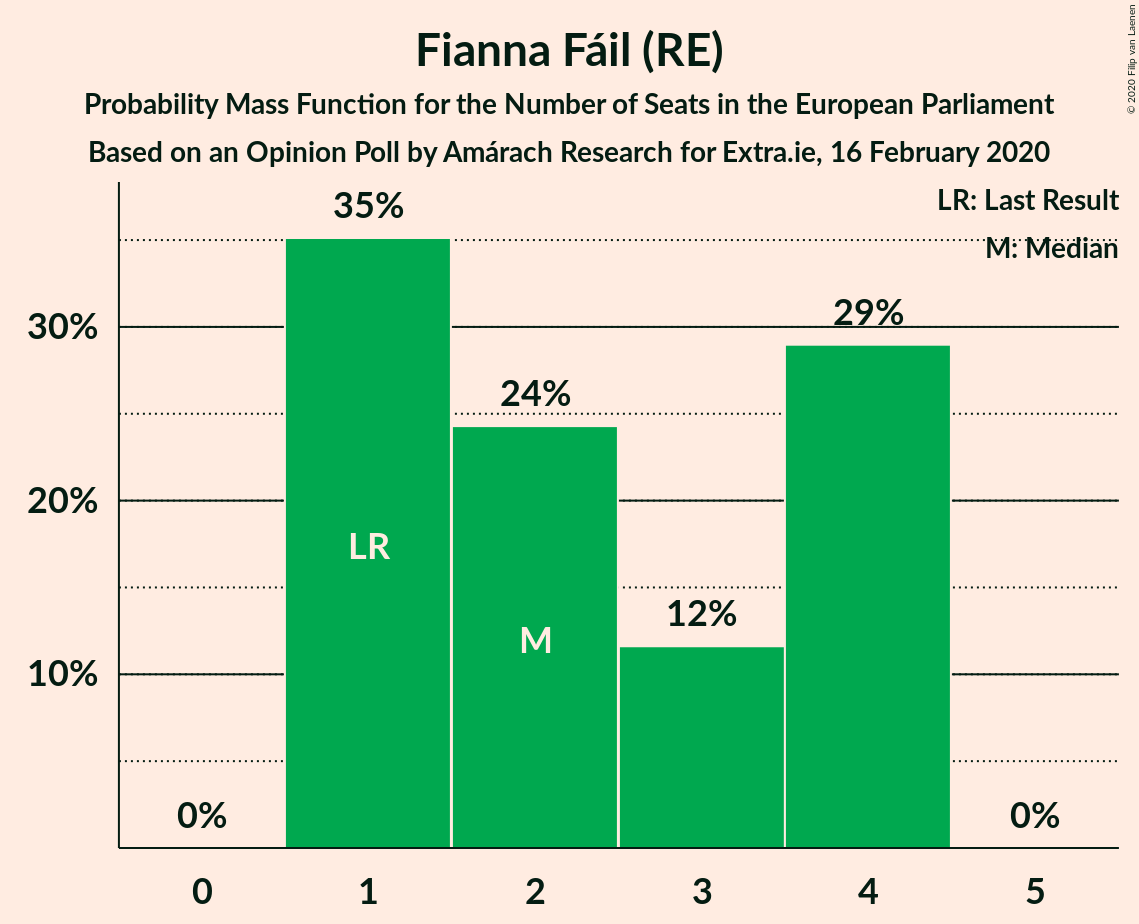 Fianna Fáil (RE)
Probability Mass Function for the Number of Seats in the European Parliament
Based on an Opinion Poll by Amárach Research for Extra.ie, 16 February 2020
© 2020 Filip van Laenen
LR: Last Result
M: Median
35%
29%
24%
12%
0%
0%
LR
M
30%
20%
10%
0 1 2 3 4 5